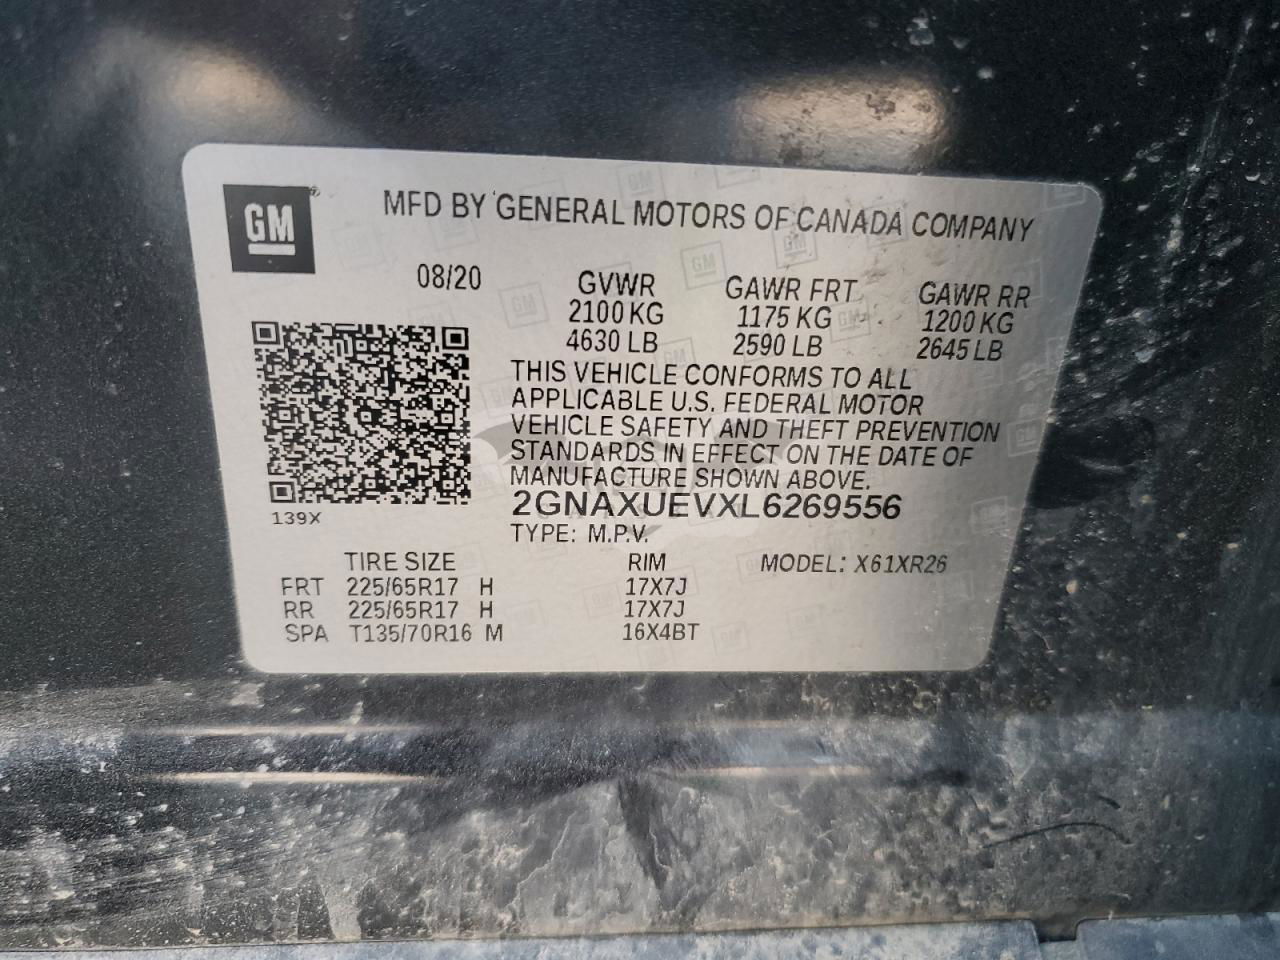 GM
MFD BY GENERAL MOTORS OF CANADA COMPANY
08/20 GVWR GAWR FRT GAWR RR
2100 KG 1175 KG 1200 KG
4630 LB 2590 LB 2645 LB
THIS VEHICLE CONFORMS TO ALL
APPLICABLE U.S. FEDERAL MOTOR
VEHICLE SAFETY AND THEFT PREVENTION
STANDARDS IN EFFECT ON THE DATE OF
MANUFACTURE SHOWN ABOVE.
2GNAXUEVXL6269556
139X
TYPE: M.P.V.
TIRE SIZE RIM MODEL: X61XR26
FRT 225/65R17 H 17X7J
RR 225/65R17 H 17X7J
SPA T135/70R16 M 16X4BT